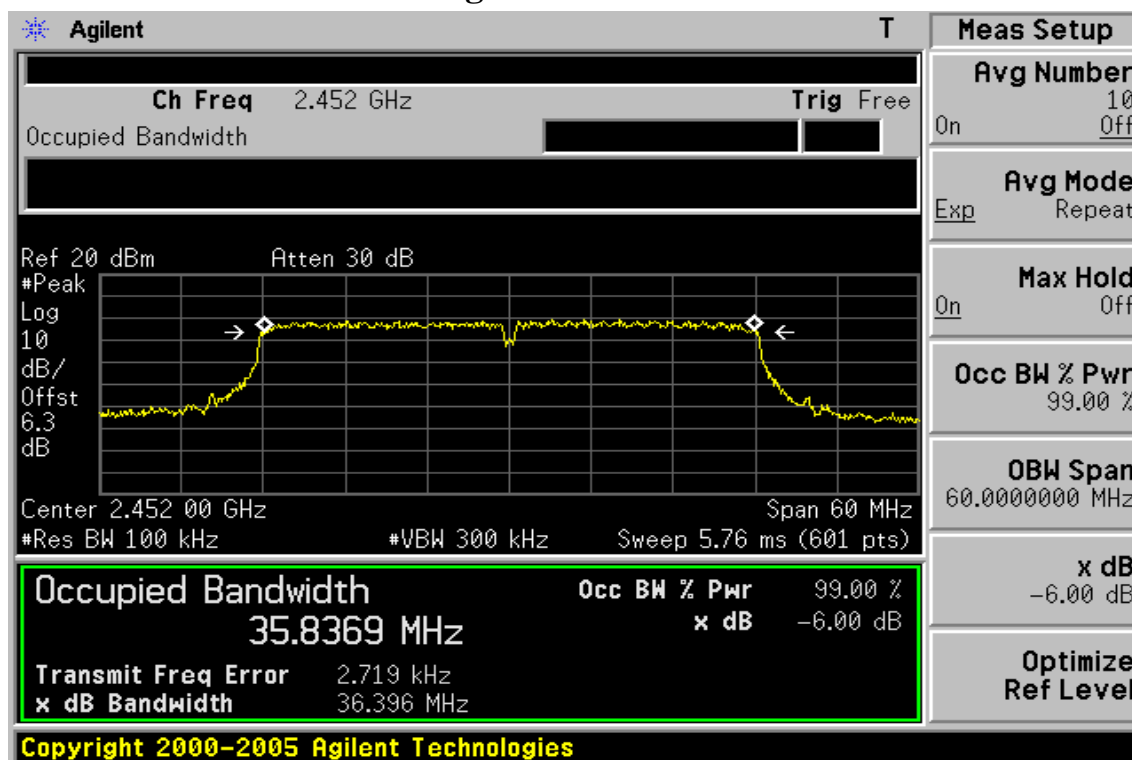 Agilent T
Ch Freq 2.452 GHz Trig Free
Occupied Bandwidth
Ref 20 dBm Atten 30 dB
#Peak
Log
10
dB/
Offst
6.3
dB
Center 2.452 00 GHz Span 60 MHz
#Res BW 100 kHz #VBW 300 kHz Sweep 5.76 ms (601 pts)
Occupied Bandwidth Occ BW % Pwr 99.00 %
35.8369 MHz x dB -6.00 dB
Transmit Freq Error 2.719 kHz
x dB Bandwidth 36.396 MHz
Copyright 2000-2005 Agilent Technologies
Meas Setup
Avg Number
10
On Off
Avg Mode
Exp Repeat
Max Hold
On Off
Occ BW % Pwr
99.00 %
OBW Span
60.0000000 MHz
x dB
-6.00 dB
Optimize
Ref Level